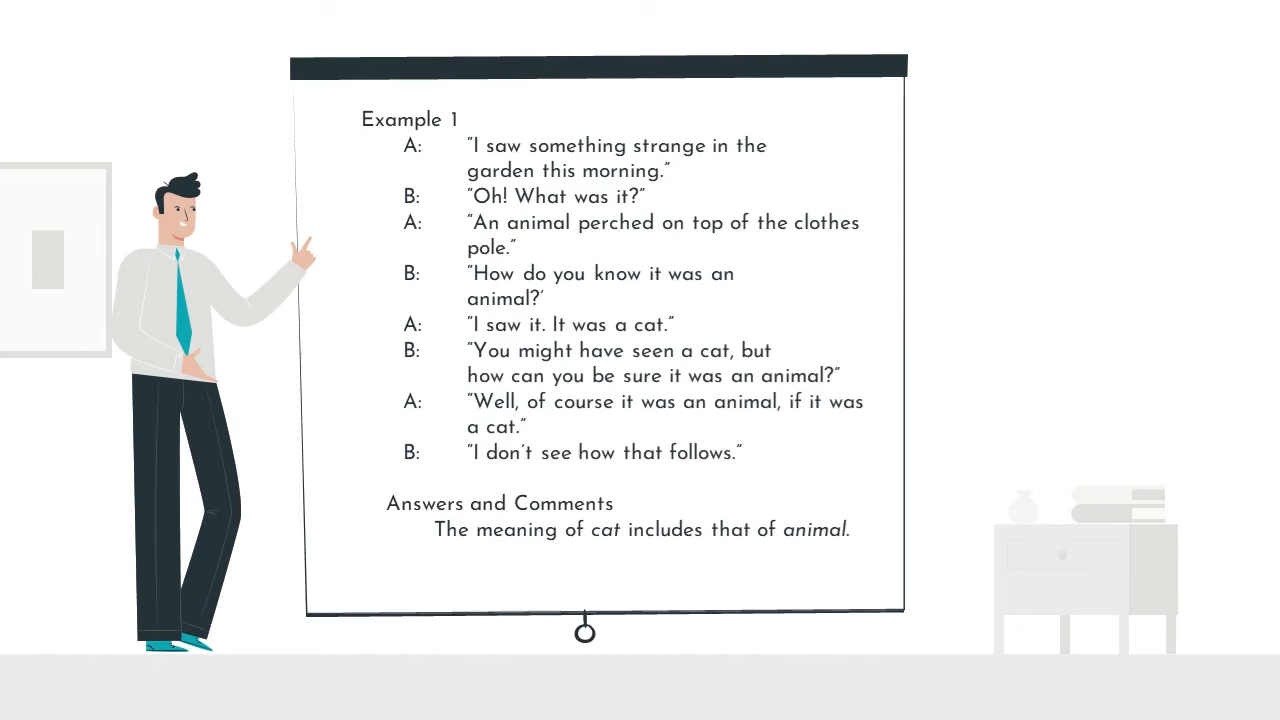 Example 1
A: "I saw something strange in the
garden this morning."
B: "Oh! What was it?"
A: "An animal perched on top of the clothes
pole."
B: "How do you know it was an
animal?'
A: "I saw it. It was a cat."
B: "You might have seen a cat, but
how can you be sure it was an animal?"
A: "Well, of course it was an animal, if it was
a cat."
B: "I don't see how that follows."
Answers and Comments
The meaning of cat includes that of animal.